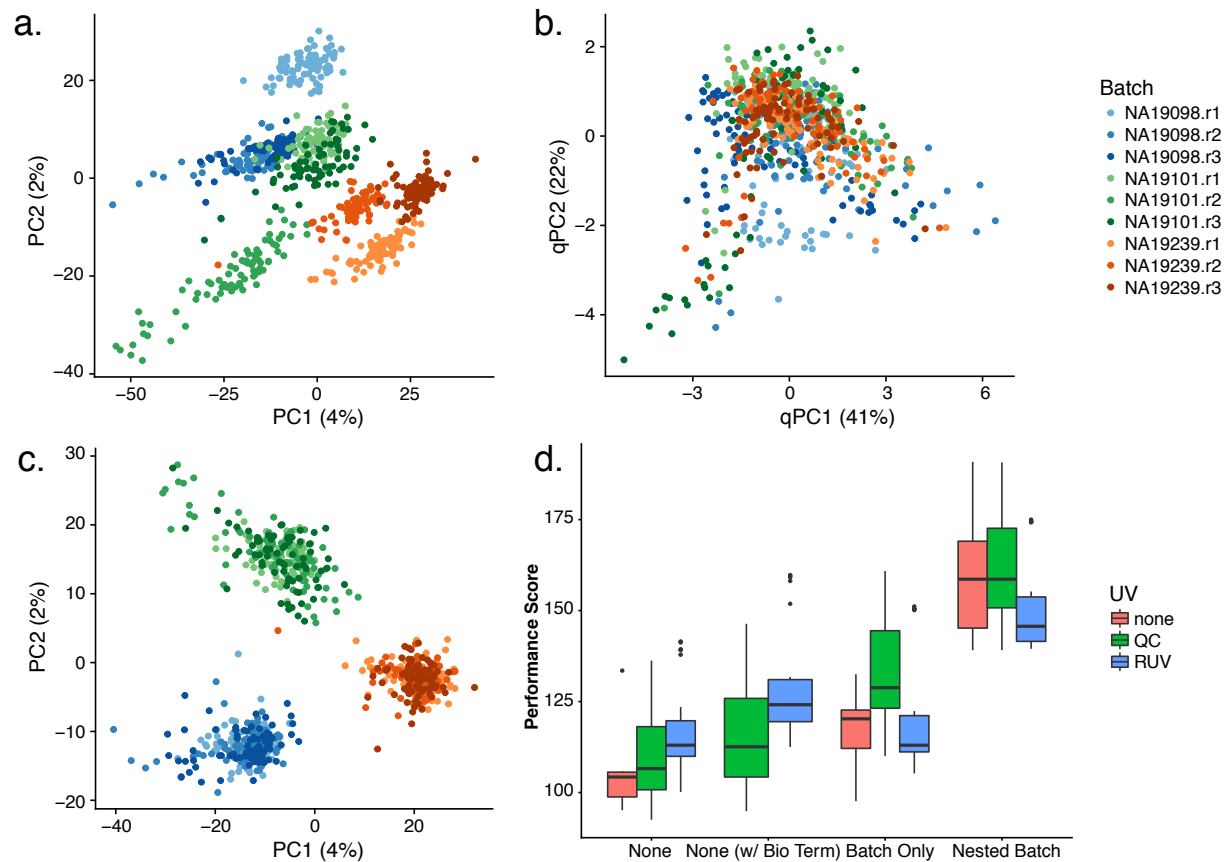 a.
20
0
−20
−40
−50
−25
0
25
PC2 (2%)
PC1 (4%)
b.
2
0
−2
−4
−3
0
3
6
qPC2 (22%)
qPC1 (41%)
Batch
NA19098.r1
NA19098.r2
NA19098.r3
NA19101.r1
NA19101.r2
NA19101.r3
NA19239.r1
NA19239.r2
NA19239.r3
c.
30
20
10
0
−10
−20
−40
−20
0
20
PC2 (2%)
PC1 (4%)
d.
175
150
125
100
Performance Score
None
None (w/ Bio Term)
Batch Only
Nested Batch
UV
none
QC
RUV